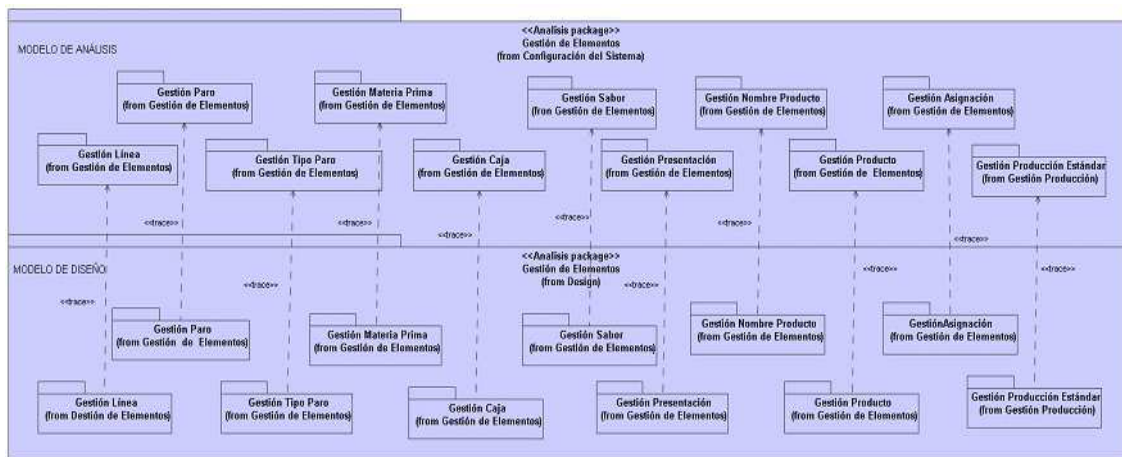 <<Analisis package>>
Gestión de Elementos
(from Configuración del Sistema)
MODELO DE ANÁLISIS
Gestión Paro
(from Gestión de Elementos)
Gestión Materia Prima
(from Gestión de Elementos)
Gestión Sabor
(from Gestión de Elementos)
Gestión Nombre Producto
(from Gestión de Elementos)
Gestión Asignación
(from Gestión de Elementos)
Gestión Línea
(from Gestión de Elementos)
Gestión Tipo Paro
(from Gestión de Elementos)
Gestión Caja
(from Gestión de Elementos)
Gestión Presentación
(from Gestión de Elementos)
Gestión Producto
(from Gestión de Elementos)
Gestión Producción Estándar
(from Gestión Producción)
<<trace>>
<<trace>>
<<trace>>
<<trace>>
<<trace>>
<<trace>>
<<Analisis package>>
Gestión de Elementos
(from Design)
MODELO DE DISEÑO
<<trace>>
<<trace>>
<<trace>>
<<trace>>
<<trace>>
Gestión Paro
(from Gestión de Elementos)
Gestión Materia Prima
(from Gestión de Elementos)
Gestión Sabor
(from Gestión de Elementos)
Gestión Nombre Producto
(from Gestión de Elementos)
GestiónAsignación
(from Gestión de Elementos)
Gestión Línea
(from Destión de Elementos)
Gestión Tipo Paro
(from Gestión de Elementos)
Gestión Caja
(from Gestión de Elementos)
Gestión Presentación
(from Gestión de Elementos)
Gestión Producto
(from Gestión de Elementos)
Gestión Producción Estándar
(from Gestión Producción)